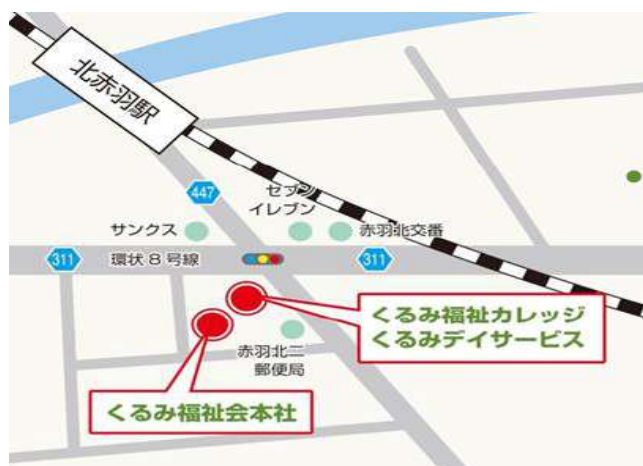 北赤羽駅
447
セブン
イレブン
サンクス
赤羽北交番
311
環状8号線
311
くるみ福祉カレッジ
くるみデイサービス
赤羽北二
郵便局
くるみ福祉会本社